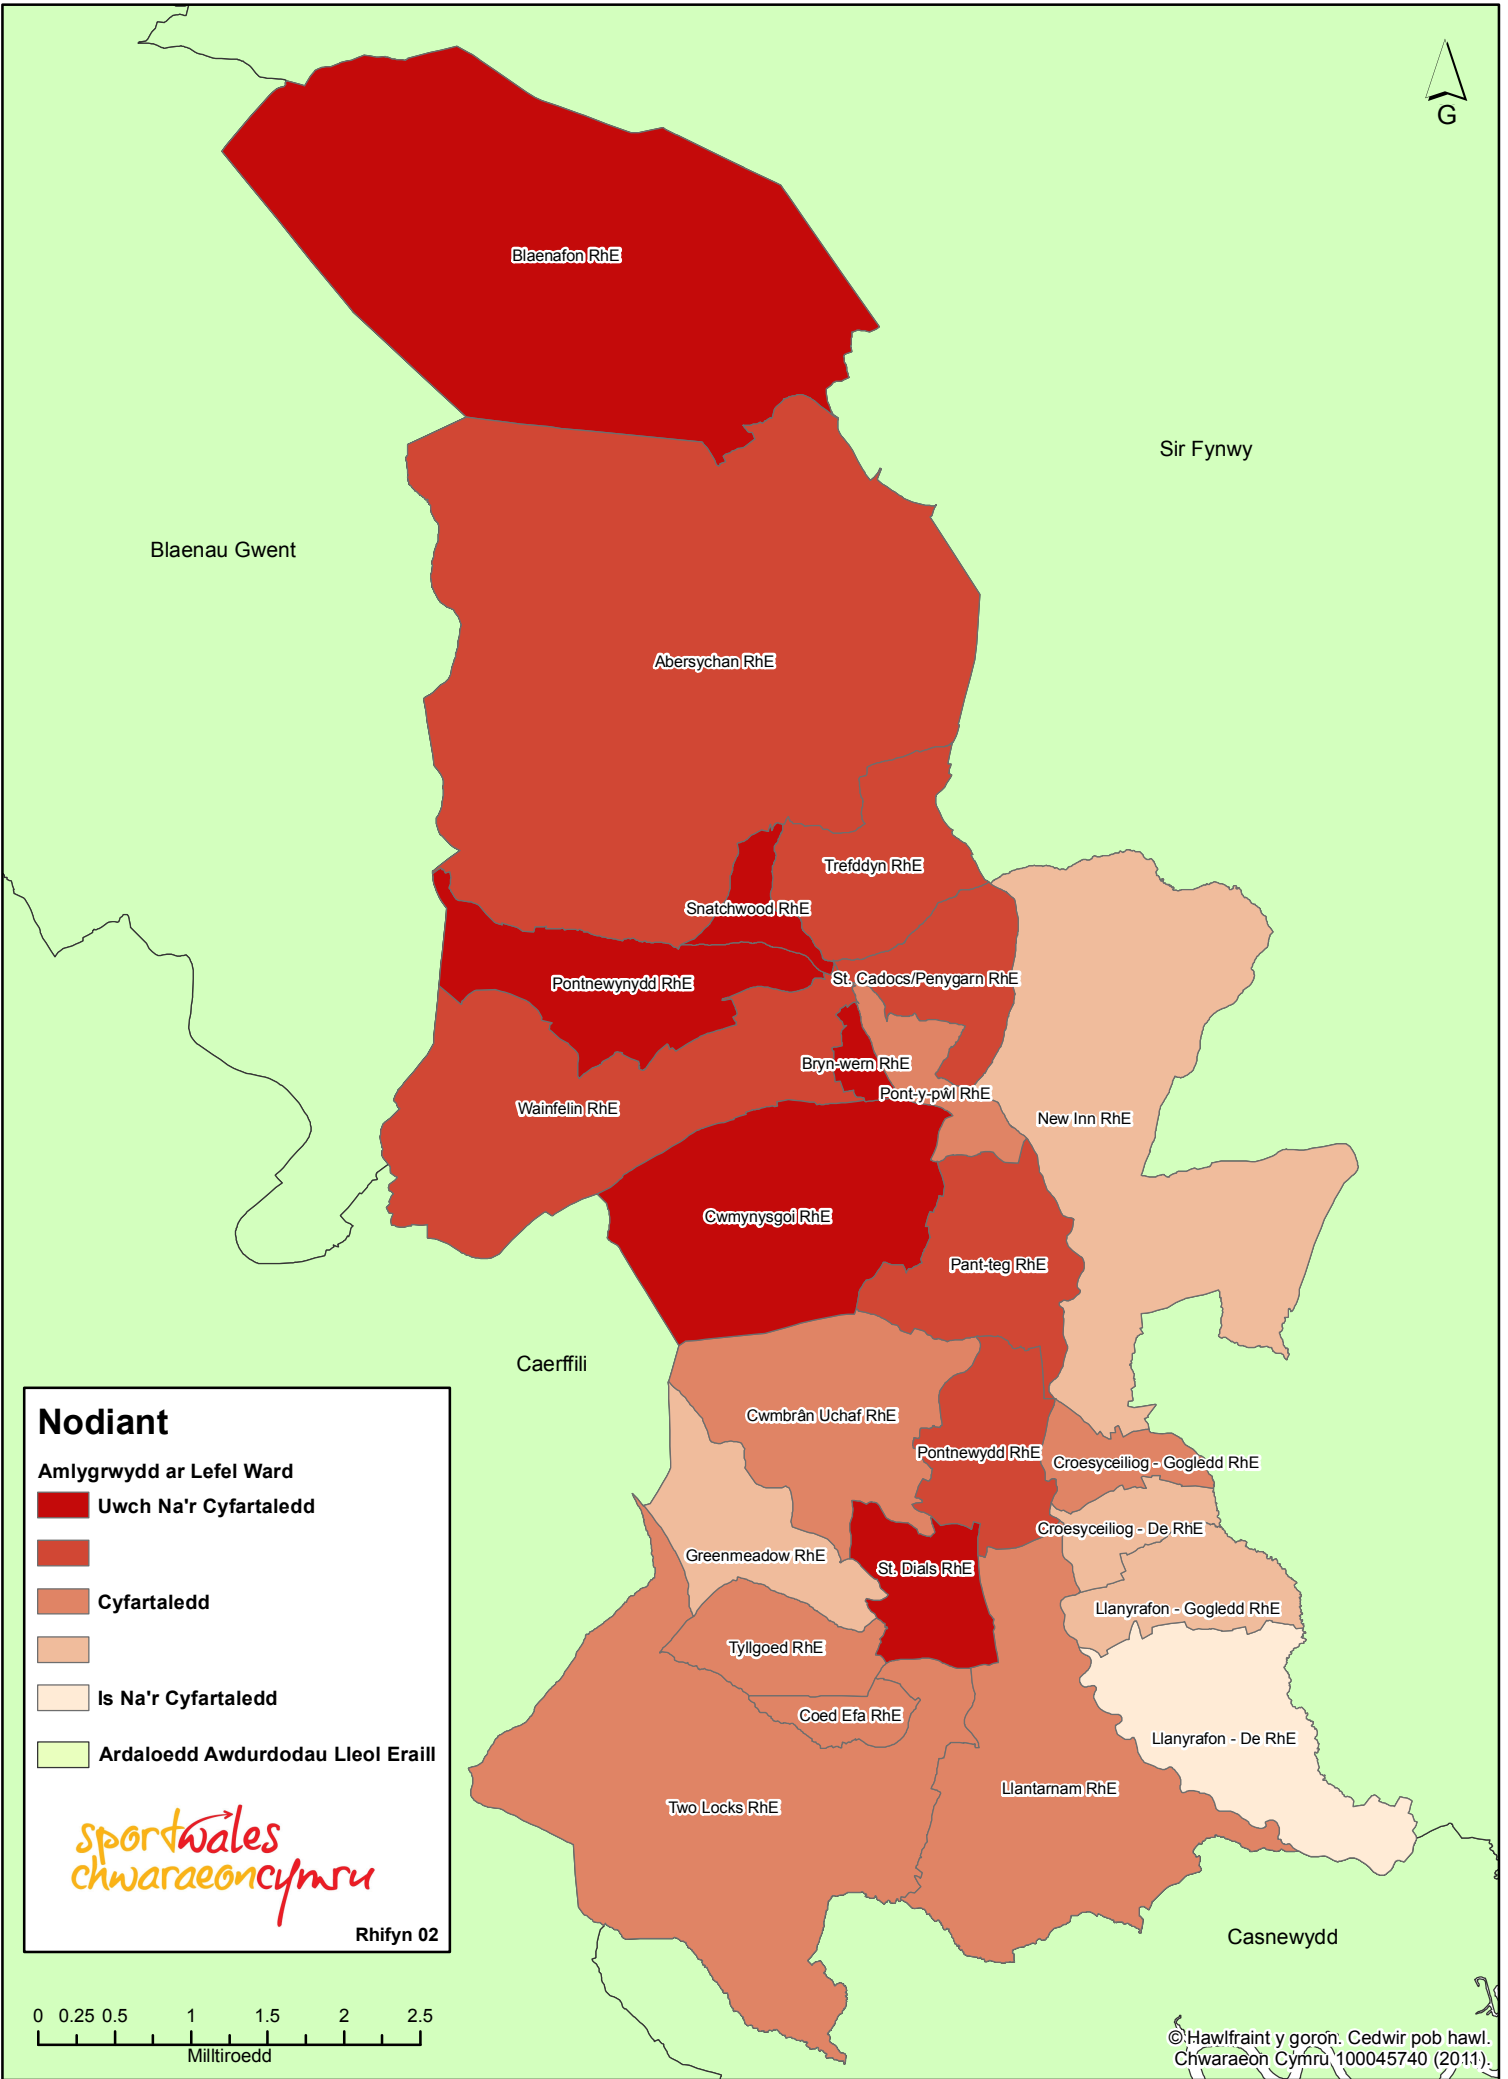 G
Blaenafon RhE
Sir Fynwy
Blaenau Gwent
Abersychan RhE
Trefddyn RhE
Snatchwood RhE
St. Cadocs/Penygarn RhE
Pontnewynydd RhE
Bryn-wern RhE
Pont-y-pŵl RhE
Wainfelin RhE
New Inn RhE
Cwmynysgoi RhE
Pant-teg RhE
Caerffili
Cwmbrân Uchaf RhE
Pontnewydd RhE
Croesyceiliog - Gogledd RhE
Croesyceiliog - De RhE
Greenmeadow RhE
St. Dials RhE
Llanyrafon - Gogledd RhE
Tyllgoed RhE
Coed Efa RhE
Llanyrafon - De RhE
Llantarnam RhE
Two Locks RhE
Casnewydd
Nodiant
Amlygrwydd ar Lefel Ward
Uwch Na'r Cyfartaledd
Cyfartaledd
Is Na'r Cyfartaledd
Ardaloedd Awdurdodau Lleol Eraill
sportwales
chwaraeoncymru
Rhifyn 02
0 0.25 0.5 1 1.5 2 2.5
Milltiroedd
© Hawlfraint y goron. Cedwir pob hawl.
Chwaraeon Cymru 100045740 (2011).